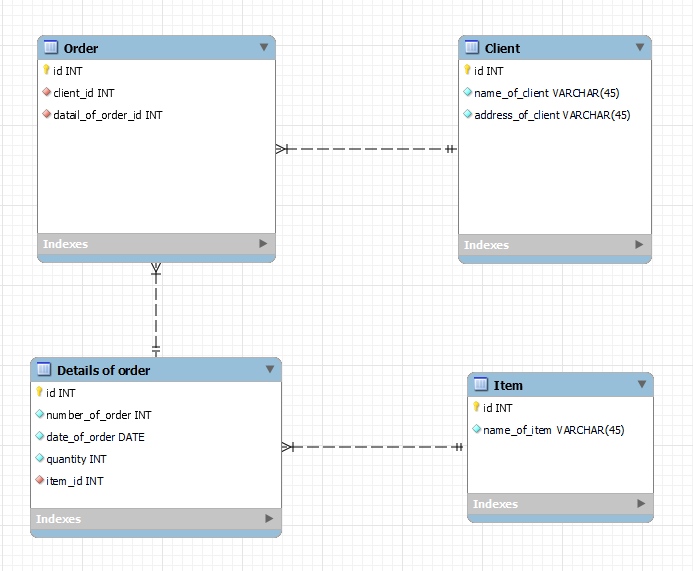 Order
id INT
client_id INT
datail_of_order_id INT
Indexes
Client
id INT
name_of_client VARCHAR(45)
address_of_client VARCHAR(45)
Indexes
Details of order
id INT
number_of_order INT
date_of_order DATE
quantity INT
item_id INT
Indexes
Item
id INT
name_of_item VARCHAR(45)
Indexes